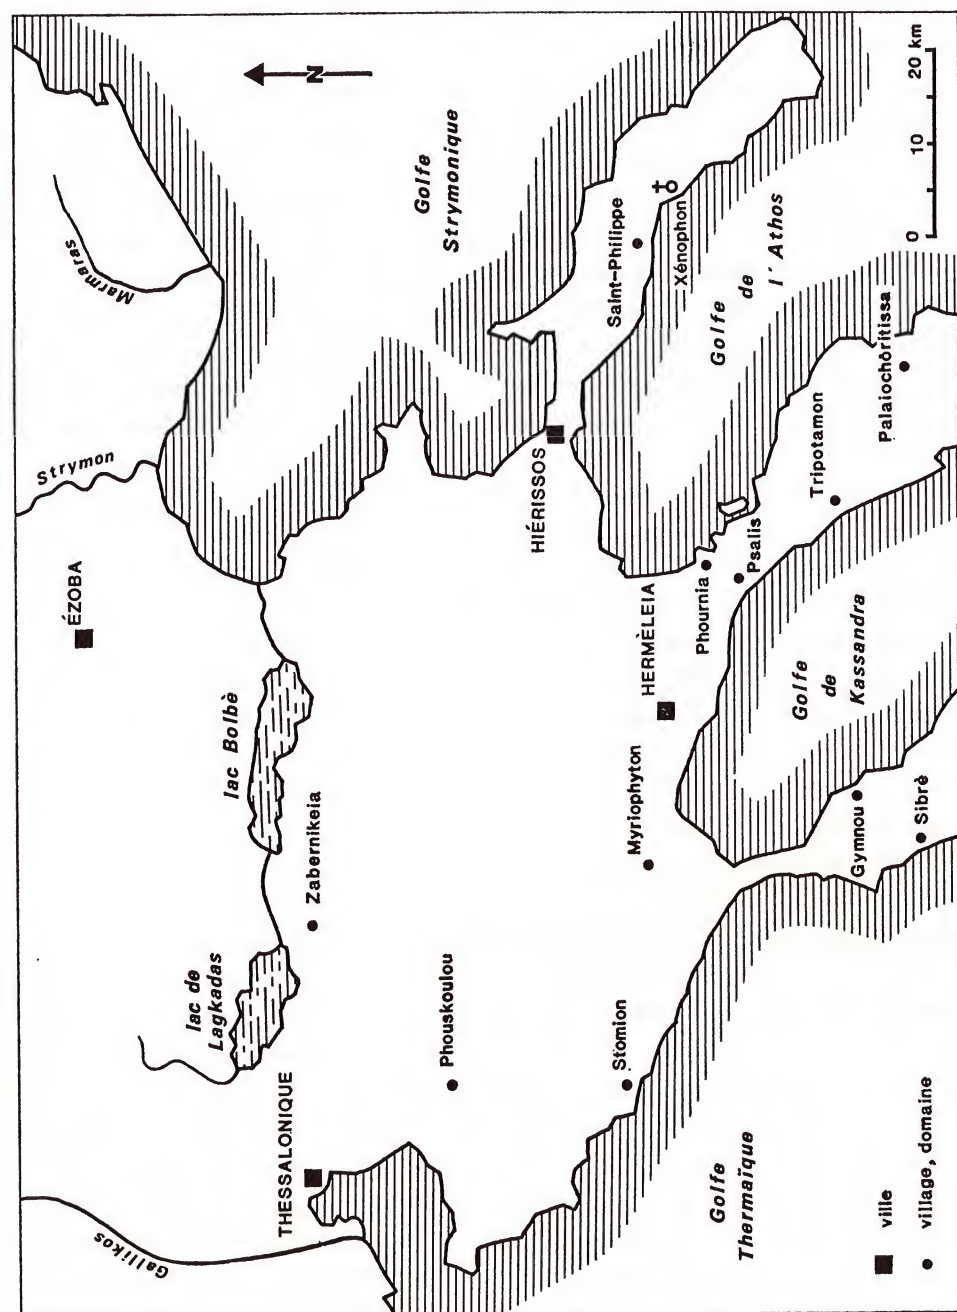 N
Gallikos
Strymon
Marmaras
ÉZOBA
lac Bolbè
lac de
Lagkadas
Zabernikeia
THESSALONIQUE
Phouskoulou
Stomion
Myriophyton
Golfe
Strymonique
HIÉRISSOS
Saint-Philippe
Xénophon
HERMÈLEIA
Phournia
Psalis
Golfe
de
l'Athos
Tripotamon
Palaiochôritissa
Golfe
de
Kassandra
Gymnou
Sibrè
Golfe
Thermaïque
ville
village, domaine
0 10 20 km